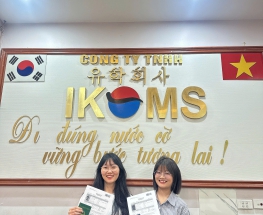 CÔNG TY TNHH
유학회사
IKOMS
Đi đúng nước cờ
vững bước tương lai !